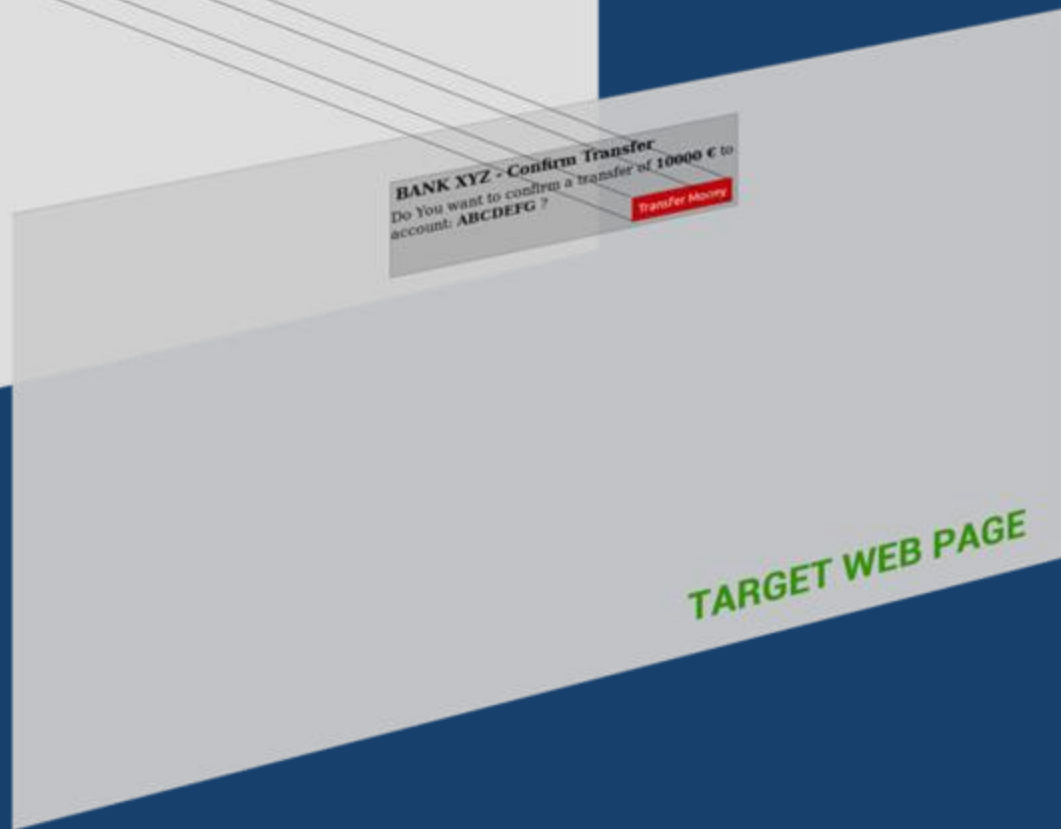 BANK XYZ - Confirm Transfer
Do You want to confirm a transfer of 10000 € to
account: ABCDEFG ?
Transfer Money
TARGET WEB PAGE